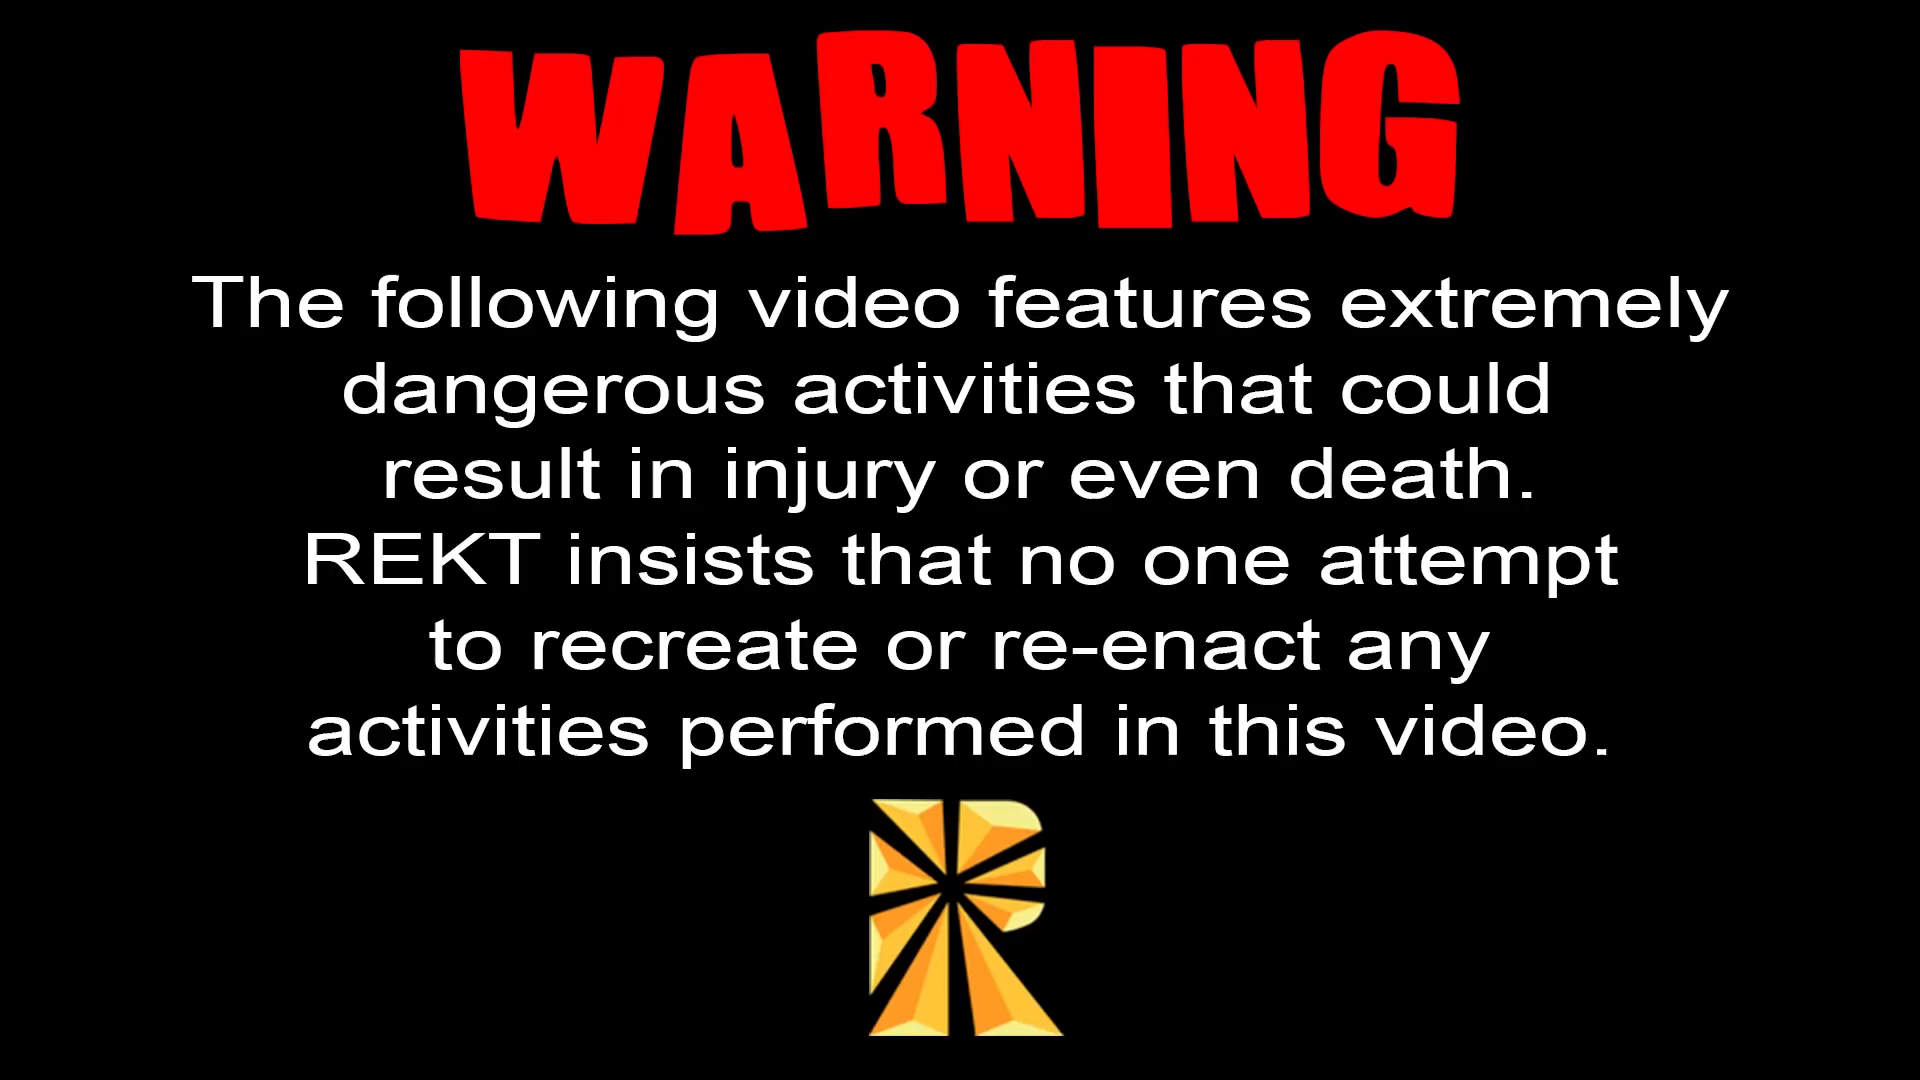 WARNING
The following video features extremely
dangerous activities that could
result in injury or even death.
REKT insists that no one attempt
to recreate or re-enact any
activities performed in this video.
R